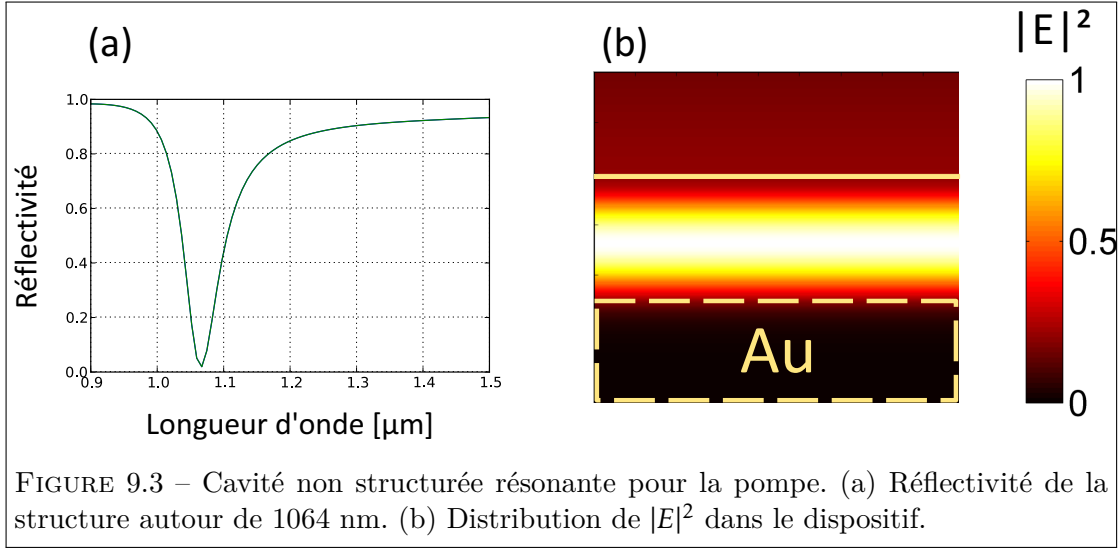 (a)
(b)
|E|²
1.0
0.8
0.6
0.4
0.2
0.0
0.9
1.0
1.1
1.2
1.3
1.4
1.5
Réflectivité
Longueur d'onde [μm]
Au
1
0.5
0
FIGURE 9.3 – Cavité non structurée résonante pour la pompe. (a) Réflectivité de la
structure autour de 1064 nm. (b) Distribution de |E|² dans le dispositif.